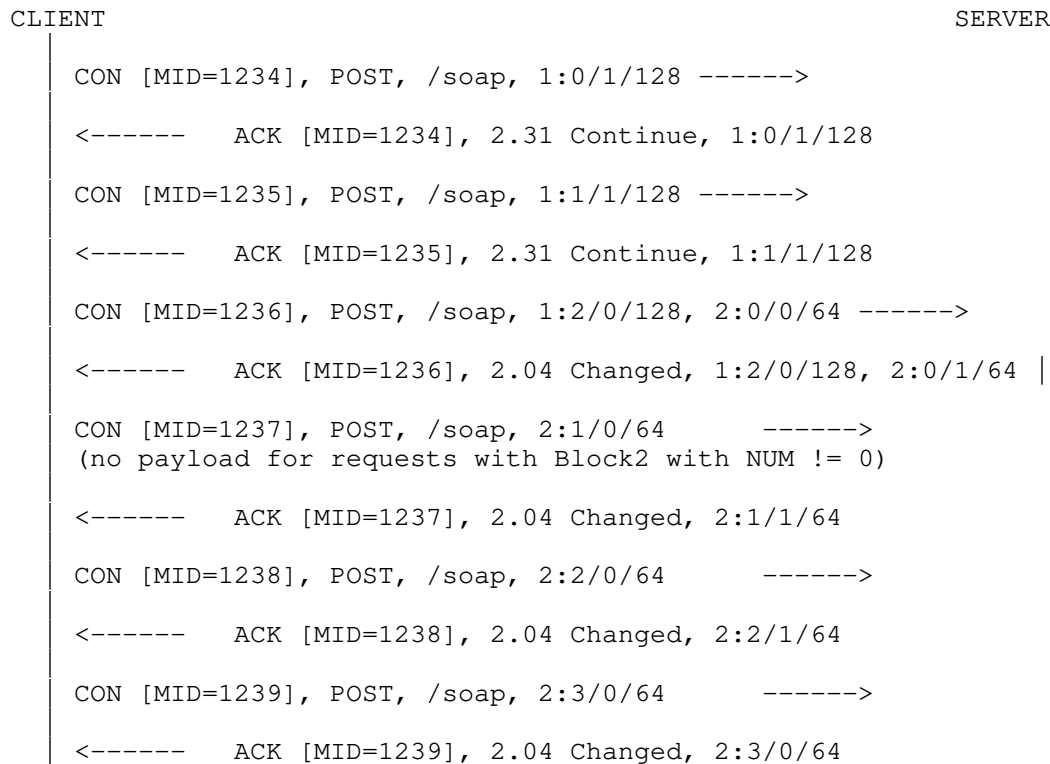 CLIENT SERVER
CON [MID=1234], POST, /soap, 1:0/1/128 ------>
<------ ACK [MID=1234], 2.31 Continue, 1:0/1/128
CON [MID=1235], POST, /soap, 1:1/1/128 ------>
<------ ACK [MID=1235], 2.31 Continue, 1:1/1/128
CON [MID=1236], POST, /soap, 1:2/0/128, 2:0/0/64 ------>
<------ ACK [MID=1236], 2.04 Changed, 1:2/0/128, 2:0/1/64 |
CON [MID=1237], POST, /soap, 2:1/0/64 ------>
(no payload for requests with Block2 with NUM != 0)
<------ ACK [MID=1237], 2.04 Changed, 2:1/1/64
CON [MID=1238], POST, /soap, 2:2/0/64 ------>
<------ ACK [MID=1238], 2.04 Changed, 2:2/1/64
CON [MID=1239], POST, /soap, 2:3/0/64 ------>
<------ ACK [MID=1239], 2.04 Changed, 2:3/0/64